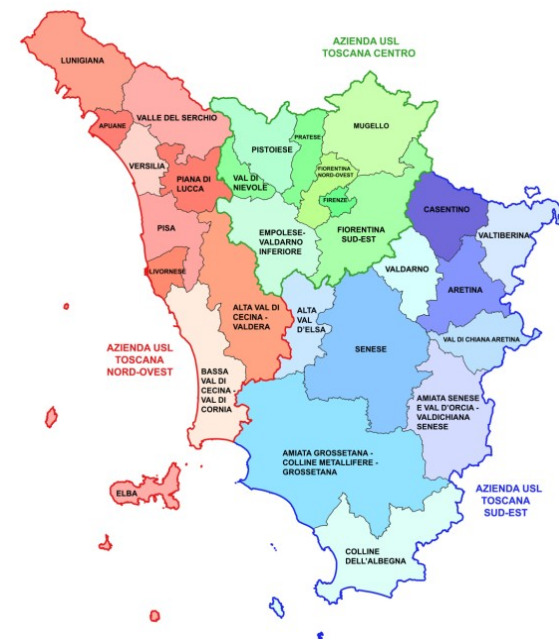 AZIENDA USL
TOSCANA CENTRO
LUNIGIANA
APUANE
VALLE DEL SERCHIO
VERSILIA
PIANA DI
LUCCA
PISA
LIVORNESE
PISTOIESE
PRATESE
MUGELLO
VAL DI
NIEVOLE
FIORENTINA
NORD-OVEST
FIRENZE
EMPOLESE-
VALDARNO
INFERIORE
FIORENTINA
SUD-EST
CASENTINO
VALTIBERINA
VALDARNO
ARETINA
VAL DI CHIANA ARETINA
ALTA VAL DI
CECINA -
VALDERA
ALTA
VAL
D'ELSA
SENESE
AZIENDA USL
TOSCANA
NORD-OVEST
BASSA
VAL DI
CECINA -
VAL DI
CORNIA
AMIATA SENESE
E VAL D'ORCIA -
VALDICHIANA
SENESE
AMIATA GROSSETANA -
COLLINE METALLIFERE -
GROSSETANA
ELBA
AZIENDA USL
TOSCANA
SUD-EST
COLLINE
DELL'ALBEGNA